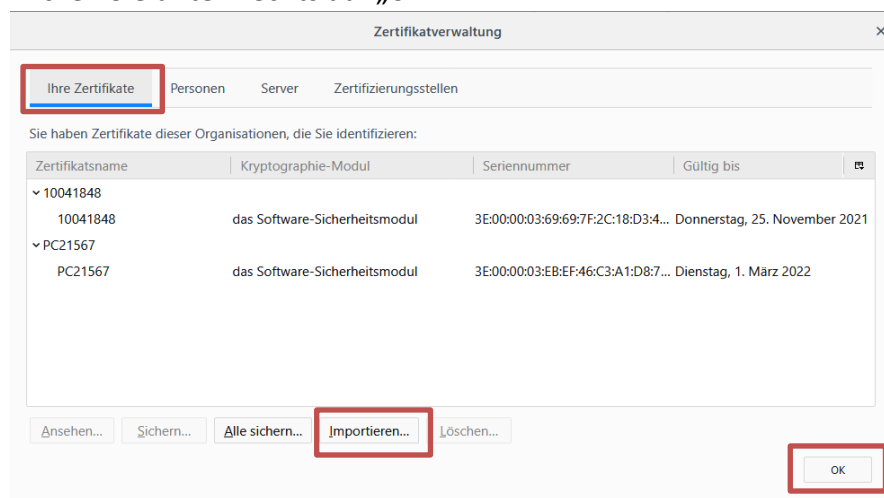 Zertifikatverwaltung
Ihre Zertifikate Personen Server Zertifizierungsstellen
Sie haben Zertifikate dieser Organisationen, die Sie identifizieren:
Zertifikatsname Kryptographie-Modul Seriennummer Gültig bis
10041848
10041848 das Software-Sicherheitsmodul 3E:00:00:03:69:69:7F:2C:18:D3:4... Donnerstag, 25. November 2021
PC21567
PC21567 das Software-Sicherheitsmodul 3E:00:00:03:EB:EF:46:C3:A1:D8:7... Dienstag, 1. März 2022
Ansehen... Sichern... Alle sichern... Importieren... Löschen...
OK